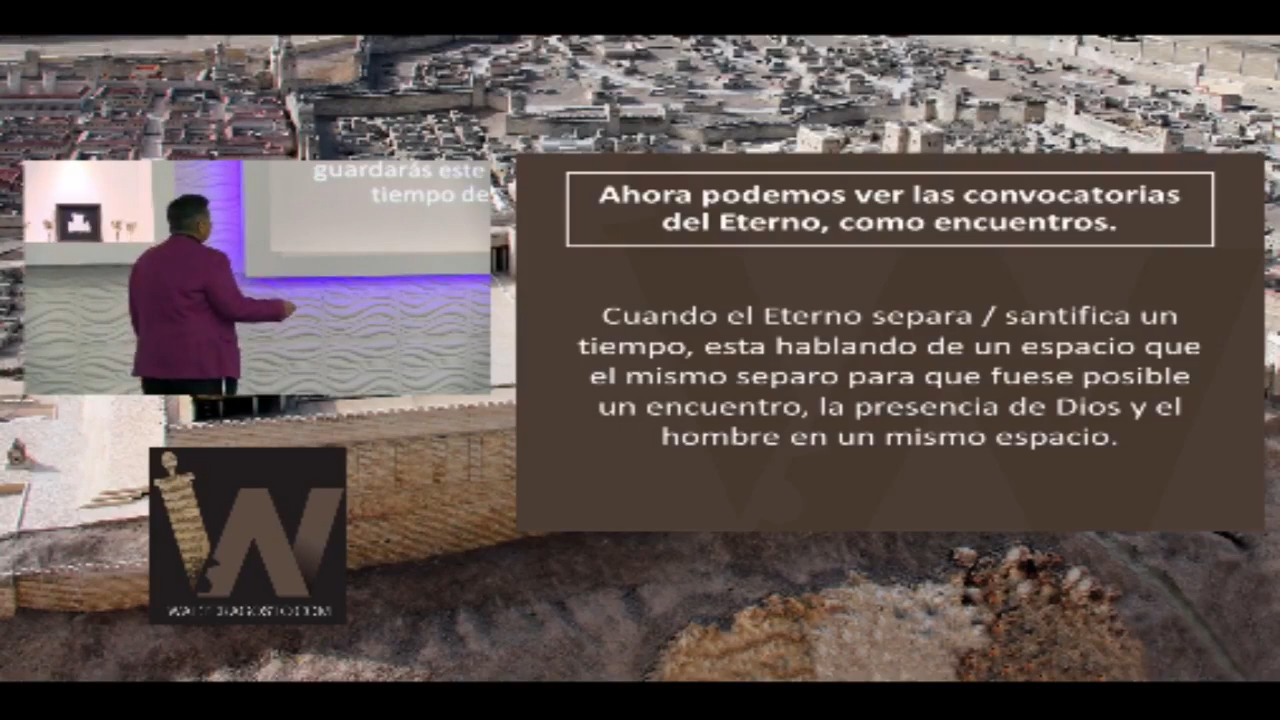 guardarás este
tiempo de
Ahora podemos ver las convocatorias
del Eterno, como encuentros.
Cuando el Eterno separa / santifica un
tiempo, esta hablando de un espacio que
el mismo separo para que fuese posible
un encuentro, la presencia de Dios y el
hombre en un mismo espacio.
W